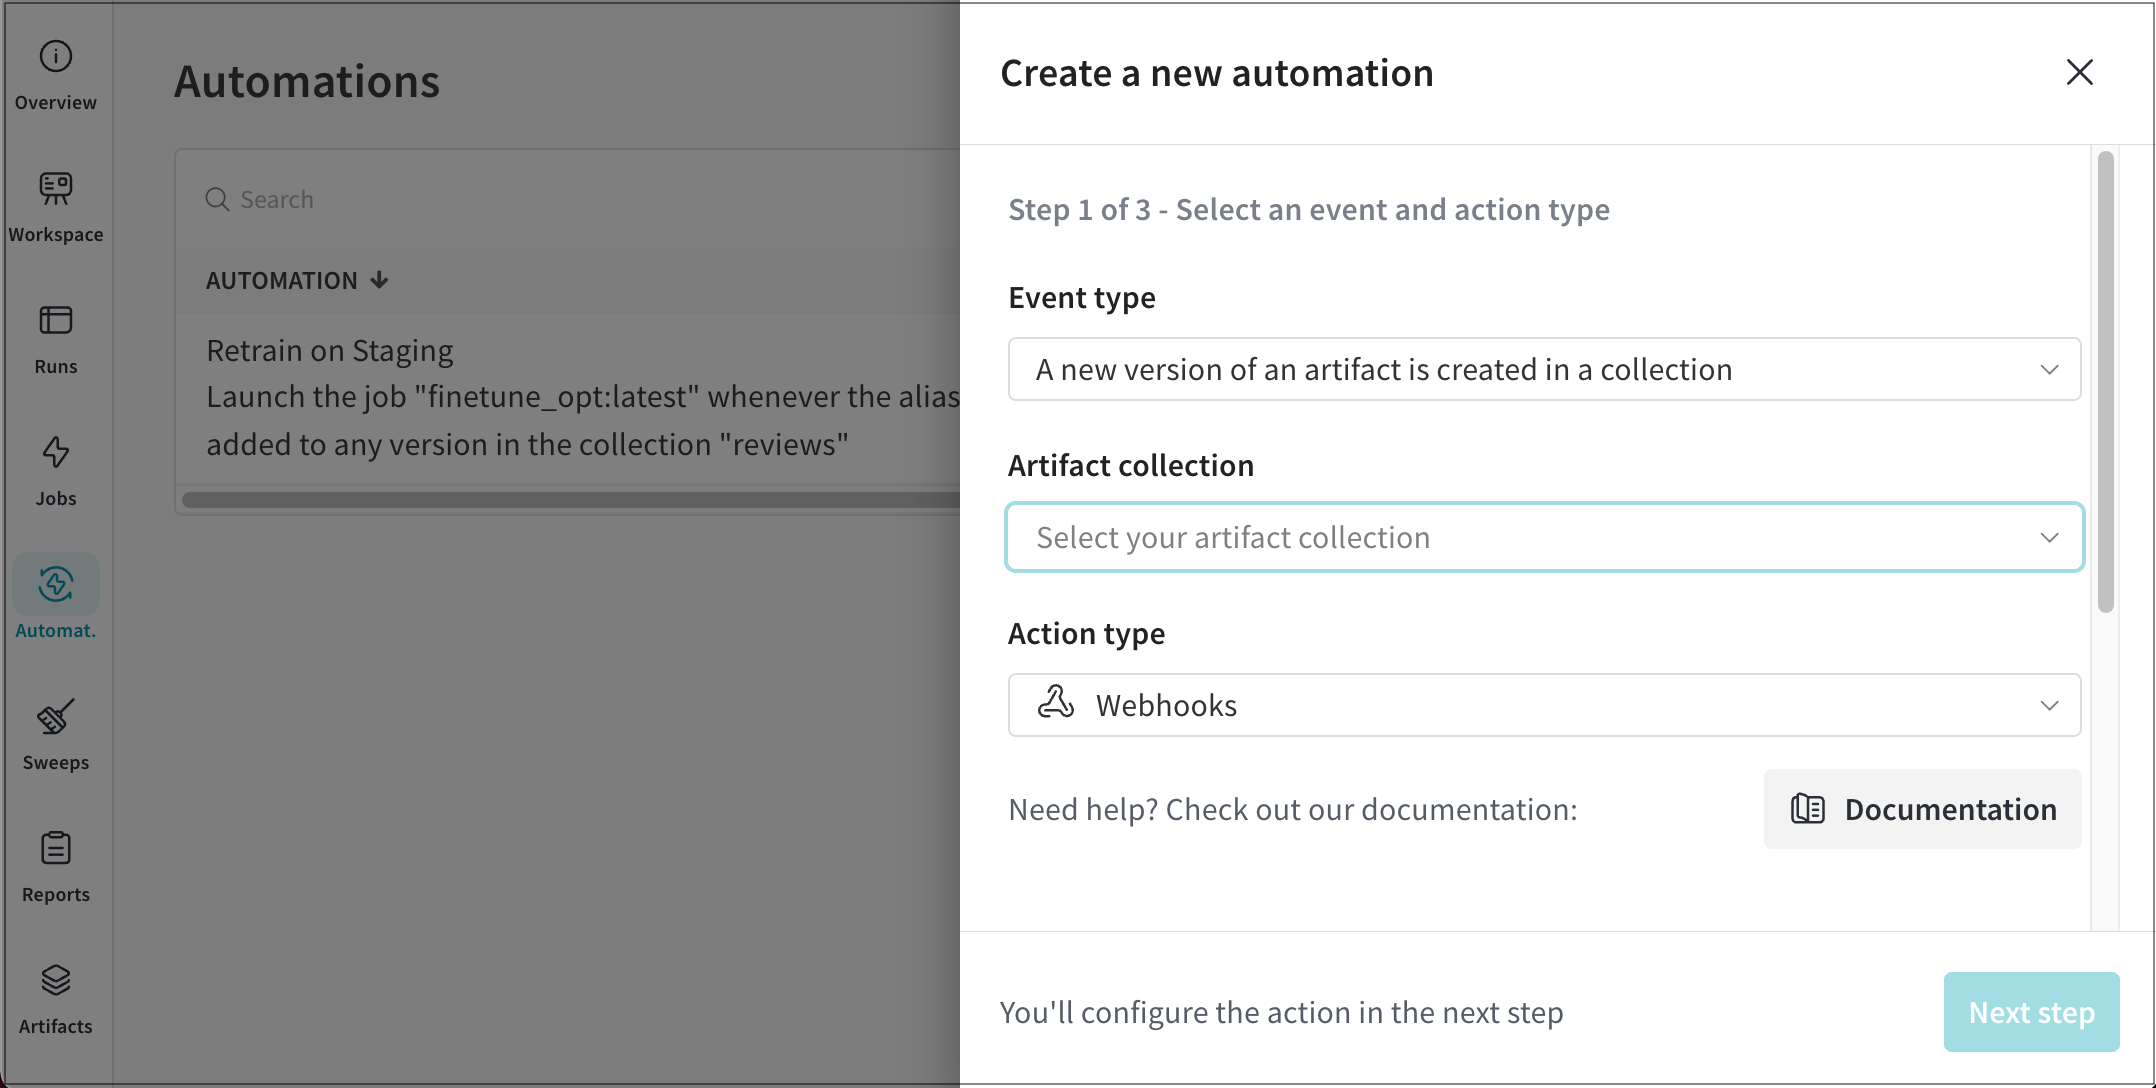 Overview
Workspace
Runs
Jobs
Automat.
Sweeps
Reports
Artifacts
Automations
Search
AUTOMATION
Retrain on Staging
Launch the job "finetune_opt:latest" whenever the alias
added to any version in the collection "reviews"
Create a new automation
Step 1 of 3 - Select an event and action type
Event type
A new version of an artifact is created in a collection
Artifact collection
Select your artifact collection
Action type
Webhooks
Need help? Check out our documentation:
Documentation
You'll configure the action in the next step
Next step